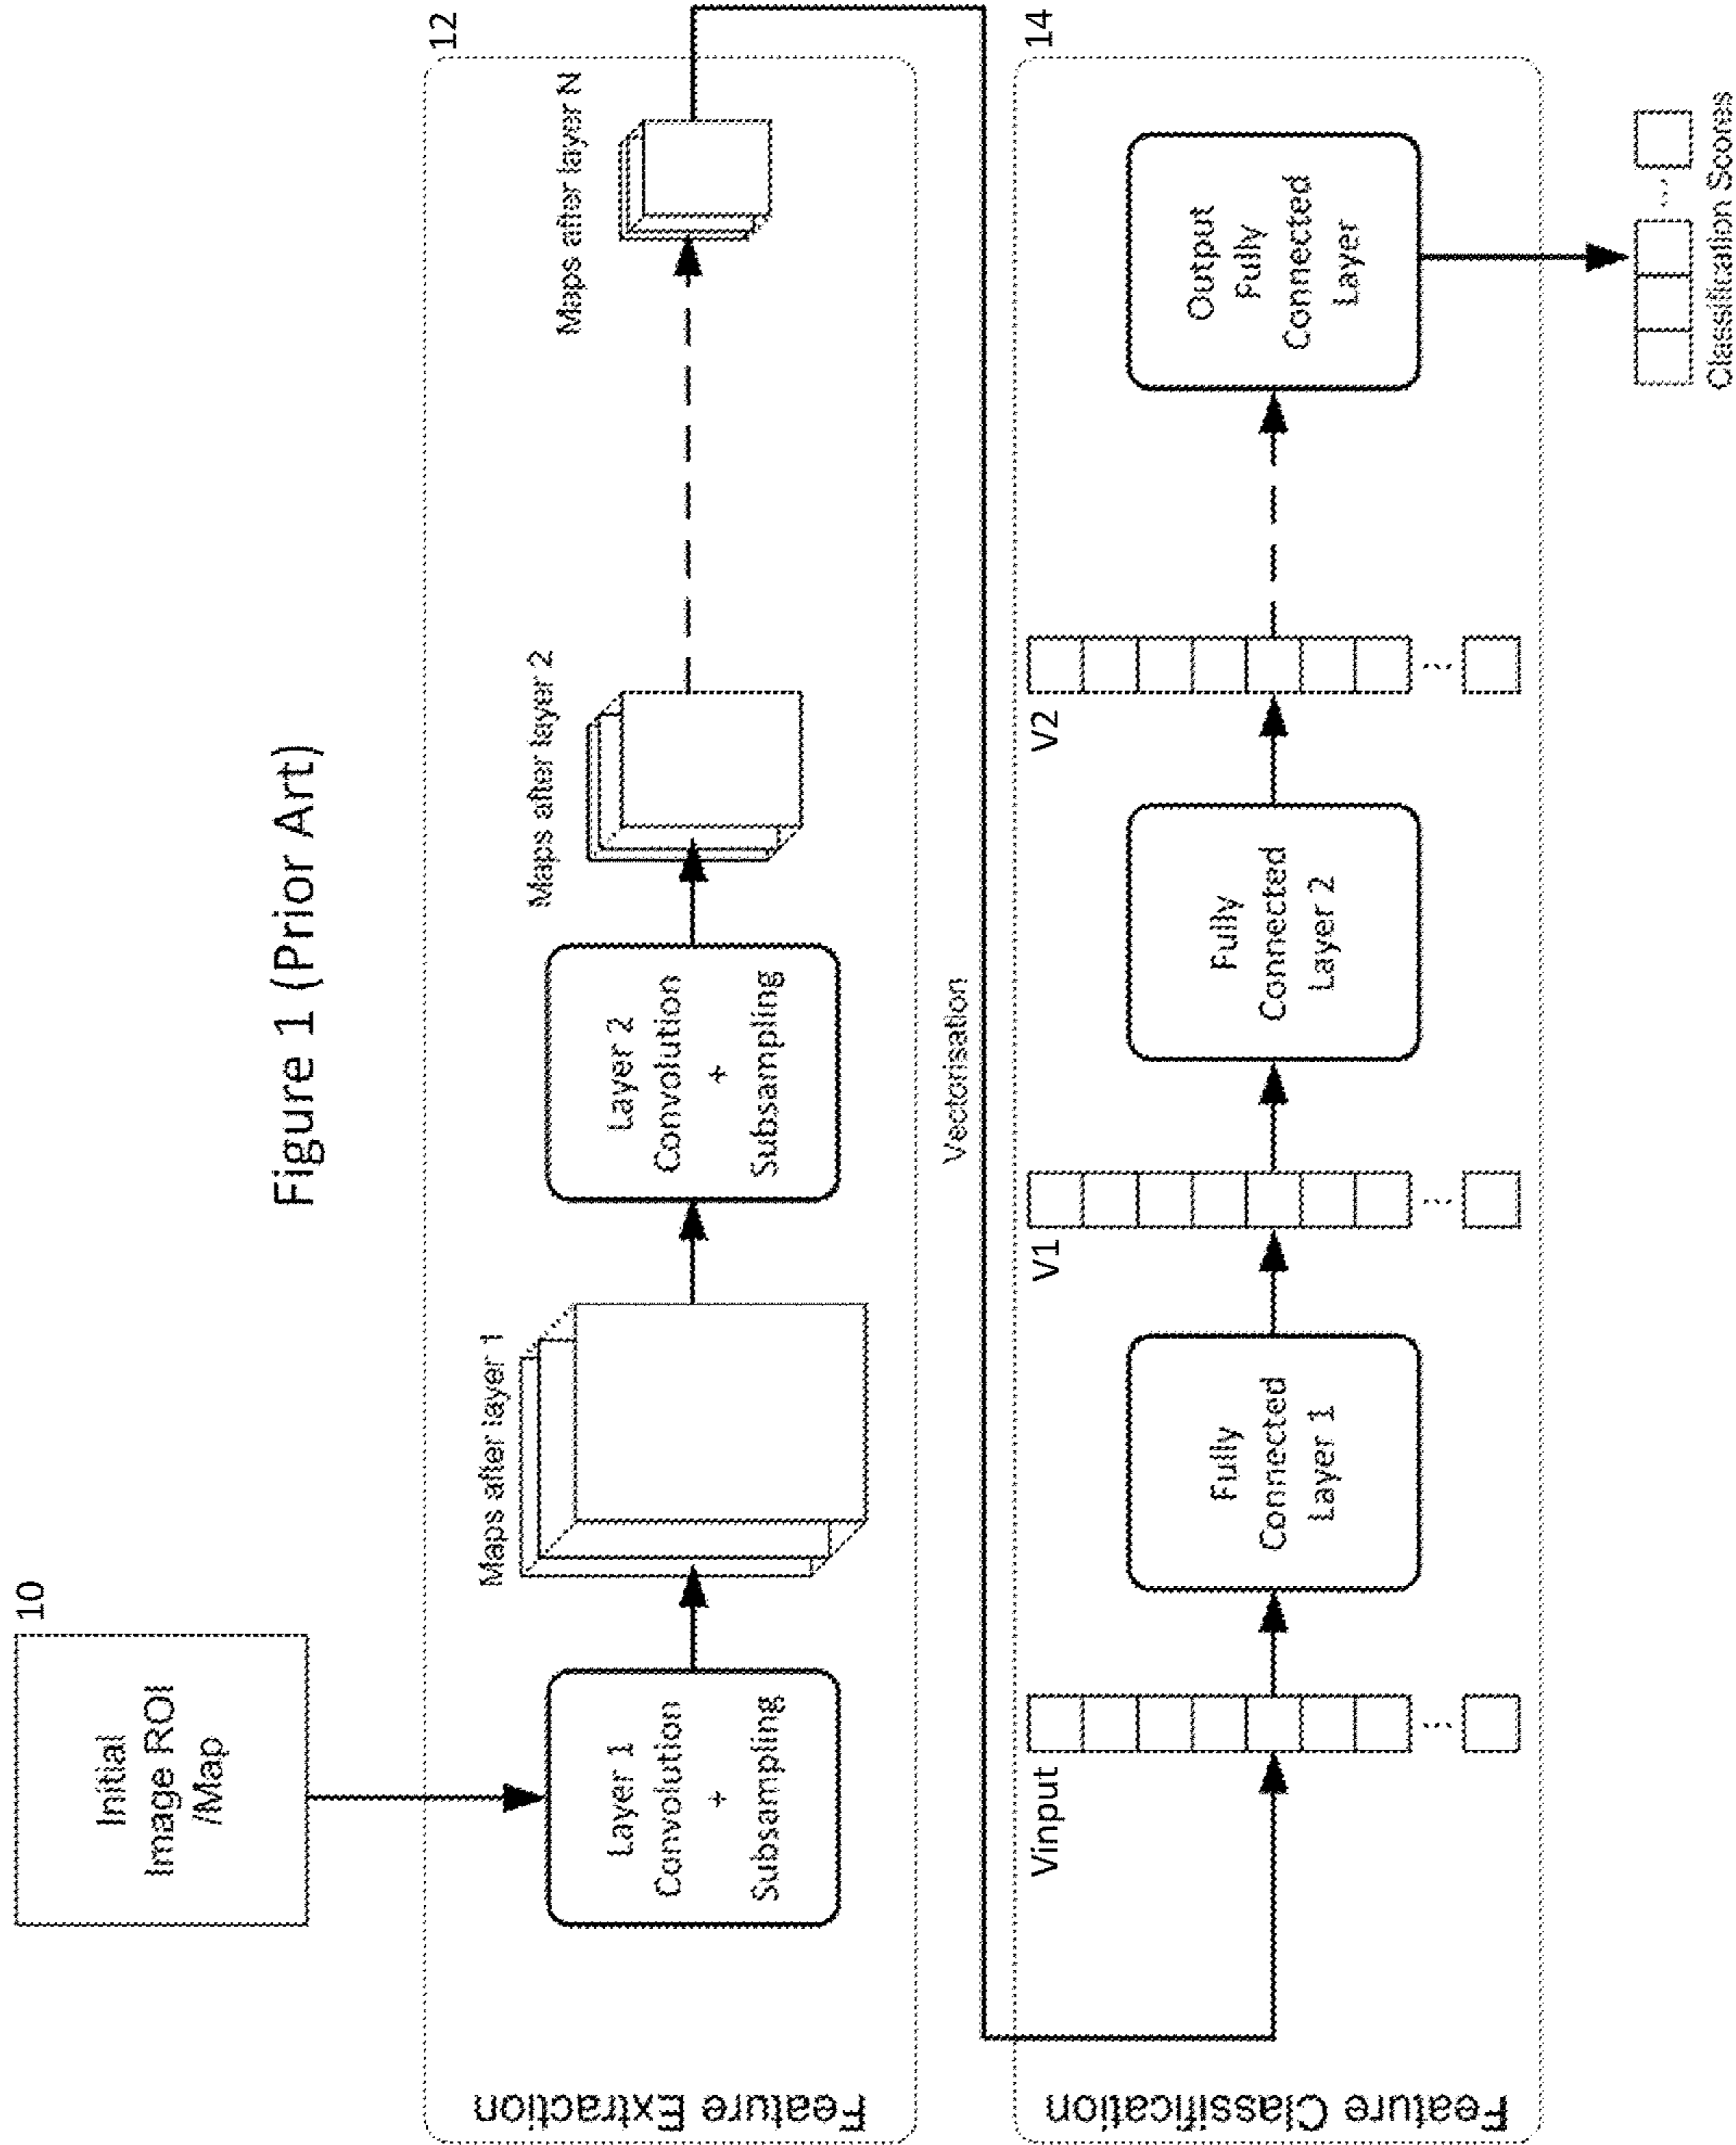 Figure 1 (Prior Art)
10
Initial
Image ROI
/Map
12
Feature Extraction
Layer 1
Convolution
+
Subsampling
Maps after layer 1
Layer 2
Convolution
+
Subsampling
Maps after layer 2
Maps after layer N
Vectorisation
14
Feature Classification
Vinput
...
Fully
Connected
Layer 1
V1
...
Fully
Connected
Layer 2
V2
...
Output
Fully
Connected
Layer
...
Classification Scores